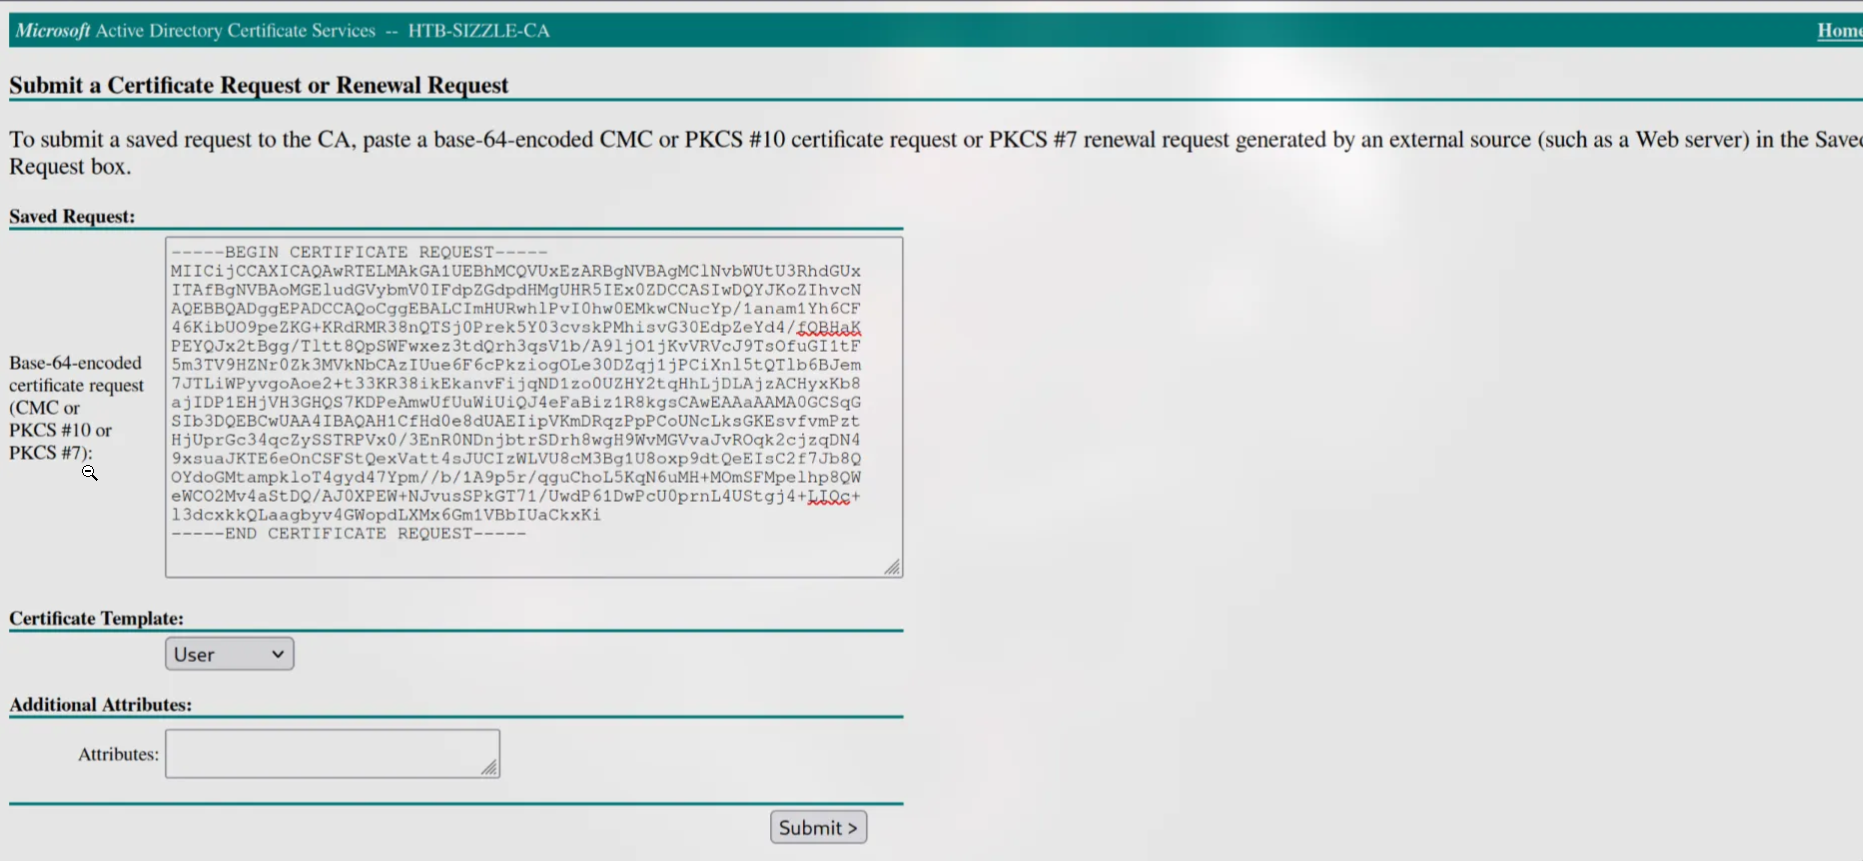 Microsoft Active Directory Certificate Services -- HTB-SIZZLE-CA
Home
Submit a Certificate Request or Renewal Request
To submit a saved request to the CA, paste a base-64-encoded CMC or PKCS #10 certificate request or PKCS #7 renewal request generated by an external source (such as a Web server) in the Saved
Request box.
Saved Request:
-----BEGIN CERTIFICATE REQUEST-----
MIICijCCAXICAQAwRTELMAkGA1UEBhMCQVUxEzARBgNVBAgMClNvbWUtU3RhdGUx
ITAfBgNVBAoMGEludGVybmV0IFdpZGdpdHMgUHR5IEx0ZDCCASIwDQYJKoZIhvcN
AQEBBQADggEPADCCAQoCggEBALCImHURwhlPvI0hw0EMkwCNucYp/1anam1Yh6CF
46KibUO9peZKG+KRdRMR38nQTSj0Prek5Y03cvskPMhisvG30EdpZeYd4/fQBHaK
PEYQJx2tBgg/Tltt8QpSWFwxez3tdQrh3qsV1b/A9ljO1jKvVRVcJ9TsOfuGI1tF
5m3TV9HZNr0Zk3MVkNbCAzIUue6F6cPkziogOLe30DZqj1jPCiXnl5tQTlb6BJem
7JTLiWPyvgoAoe2+t33KR38ikEkanvFijqND1zo0UZHY2tqHhLjDLAjzACHyxKb8
ajIDP1EHjVH3GHQS7KDPeAmwUfUuWiUiQJ4eFaBiz1R8kgsCAwEAAaAAMA0GCSqG
SIb3DQEBCwUAA4IBAQAH1CfHd0e8dUAEIipVKmDRqzPpPCoUNcLksGKEsvfvmPzt
HjUprGc34qcZySSTRPVx0/3EnR0NDnjbtrSDrh8wgH9WvMGVvaJvROqk2cjzqDN4
9xsuaJKTE6eOnCSFStQexVatt4sJUCIzWLVU8cM3Bg1U8oxp9dtQeEIsC2f7Jb8Q
OYdoGMtampkloT4gyd47Ypm//b/1A9p5r/qguChoL5KqN6uMH+MOmSFMpelhp8QW
eWCO2Mv4aStDQ/AJ0XPEW+NJvusSPkGT71/UwdP61DwPcU0prnL4UStgj4+LIQc+
l3dcxkkQLaagbyv4GWopdLXMx6Gm1VBbIUaCkxKi
-----END CERTIFICATE REQUEST-----
Base-64-encoded
certificate request
(CMC or
PKCS #10 or
PKCS #7):
Certificate Template:
User
Additional Attributes:
Attributes:
Submit >